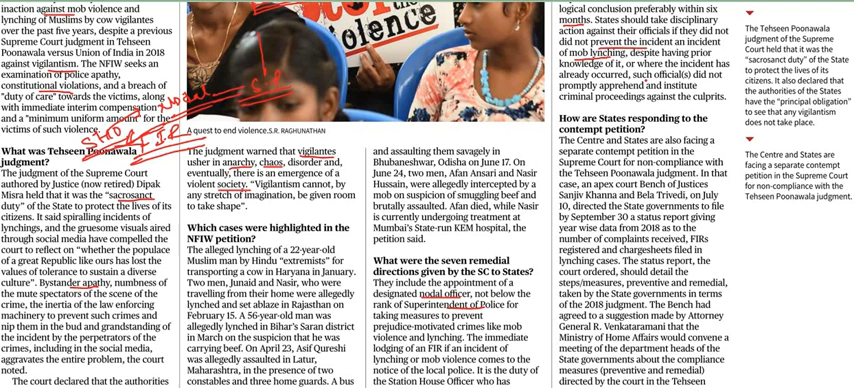 inaction against mob violence and
lynching of Muslims by cow vigilantes
over the past five years, despite a previous
Supreme Court judgment in Tehseen
Poonawala versus Union of India in 2018
against vigilantism. The NFIW seeks an
examination of police apathy,
constitutional violations, and a breach of
"duty of care" towards the victims, along
with immediate interim compensation
and a "minimum uniform amount" for the
victims of such violence.
What was Tehseen Poonawala
judgment?
The judgment of the Supreme Court
authored by Justice (now retired) Dipak
Misra held that it was the "sacrosanct
duty" of the State to protect the lives of its
citizens. It said spiralling incidents of
lynchings, and the gruesome visuals aired
through social media have compelled the
court to reflect on "whether the populace
of a great Republic like ours has lost the
values of tolerance to sustain a diverse
culture". Bystander apathy, numbness of
the mute spectators of the scene of the
crime, the inertia of the law enforcing
machinery to prevent such crimes and
nip them in the bud and grandstanding of
the incident by the perpetrators of the
crimes, including in the social media,
aggravates the entire problem, the court
noted.
The court declared that the authorities
STOP
the
violence
S.P
F.I.R
A quest to end violence. S.R. RAGHUNATHAN
The judgment warned that vigilantes
usher in anarchy, chaos, disorder and,
eventually, there is an emergence of a
violent society. "Vigilantism cannot, by
any stretch of imagination, be given room
to take shape".
Which cases were highlighted in the
NFIW petition?
The alleged lynching of a 22-year-old
Muslim man by Hindu "extremists" for
transporting a cow in Haryana in January.
Two men, Junaid and Nasir, who were
travelling from their home were allegedly
lynched and set ablaze in Rajasthan on
February 15. A 56-year-old man was
allegedly lynched in Bihar's Saran district
in March on the suspicion that he was
carrying beef. On April 23, Asif Qureshi
was allegedly assaulted in Latur,
Maharashtra, in the presence of two
constables and three home guards. A bus
and assaulting them savagely in
Bhubaneshwar, Odisha on June 17. On
June 24, two men, Afan Ansari and Nasir
Hussain, were allegedly intercepted by a
mob on suspicion of smuggling beef and
brutally assaulted. Afan died, while Nasir
is currently undergoing treatment at
Mumbai's State-run KEM hospital, the
petition said.
What were the seven remedial
directions given by the SC to States?
They include the appointment of a
designated nodal officer, not below the
rank of Superintendent of Police for
taking measures to prevent
prejudice-motivated crimes like mob
violence and lynching. The immediate
lodging of an FIR if an incident of
lynching or mob violence comes to the
notice of the local police. It is the duty of
the Station House Officer who has
logical conclusion preferably within six
months. States should take disciplinary
action against their officials if they did not
did not prevent the incident an incident
of mob lynching, despite having prior
knowledge of it, or where the incident has
already occurred, such official(s) did not
promptly apprehend and institute
criminal proceedings against the culprits.
How are States responding to the
contempt petition?
The Centre and States are also facing a
separate contempt petition in the
Supreme Court for non-compliance with
the Tehseen Poonawala judgment. In that
case, an apex court Bench of Justices
Sanjiv Khanna and Bela Trivedi, on July
10, directed the State governments to file
by September 30 a status report giving
year wise data from 2018 as to the
number of complaints received, FIRs
registered and chargesheets filed in
lynching cases. The status report, the
court ordered, should detail the
steps/measures, preventive and remedial,
taken by the State governments in terms
of the 2018 judgment. The Bench had
agreed to a suggestion made by Attorney
General R. Venkataramani that the
Ministry of Home Affairs would convene a
meeting of the department heads of the
State governments about the compliance
measures (preventive and remedial)
directed by the court in the Tehseen
The Tehseen Poonawala
judgment of the Supreme
Court held that it was the
"sacrosanct duty" of the State
to protect the lives of its
citizens. It also declared that
the authorities of the States
have the "principal obligation"
to see that any vigilantism
does not take place.
The Centre and States are
facing a separate contempt
petition in the Supreme Court
for non-compliance with the
Tehseen Poonawala judgment.